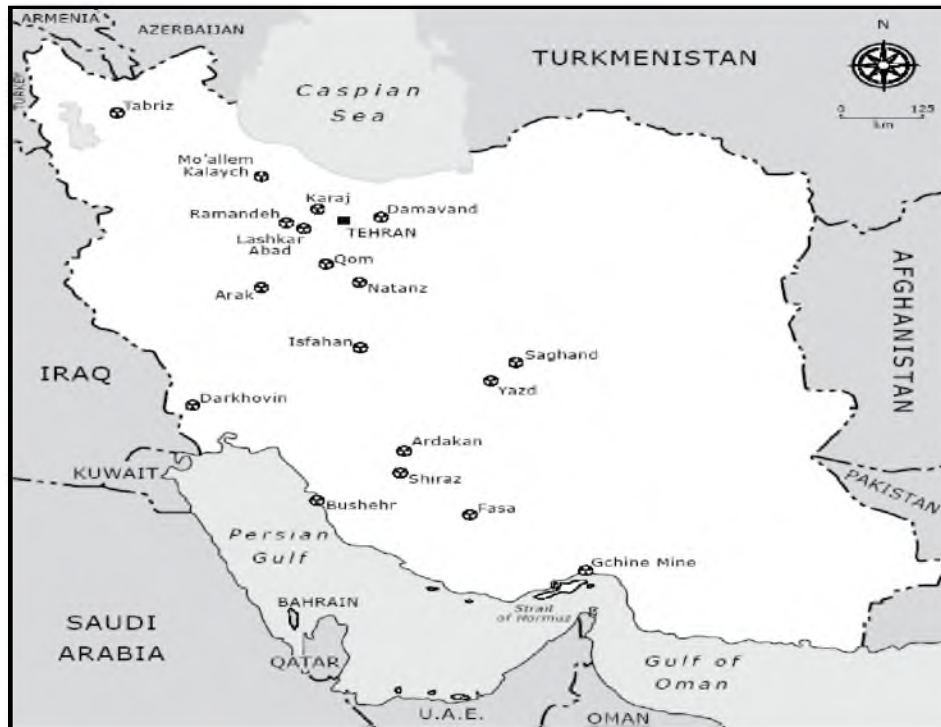 ARMENIA
AZERBAIJAN
TURKEY
TURKMENISTAN
N
0 125
km
Caspian
Sea
Tabriz
Mo'allem
Kalaych
Karaj
Damavand
Ramandeh
TEHRAN
Lashkar
Abad
Qom
Natanz
Arak
AFGHANISTAN
Isfahan
Saghand
Yazd
IRAQ
Darkhovin
Ardakan
Shiraz
KUWAIT
PAKISTAN
Bushehr
Fasa
Persian
Gulf
Gchine Mine
Strait
of Hormuz
BAHRAIN
SAUDI
ARABIA
QATAR
Gulf of
Oman
U.A.E.
OMAN